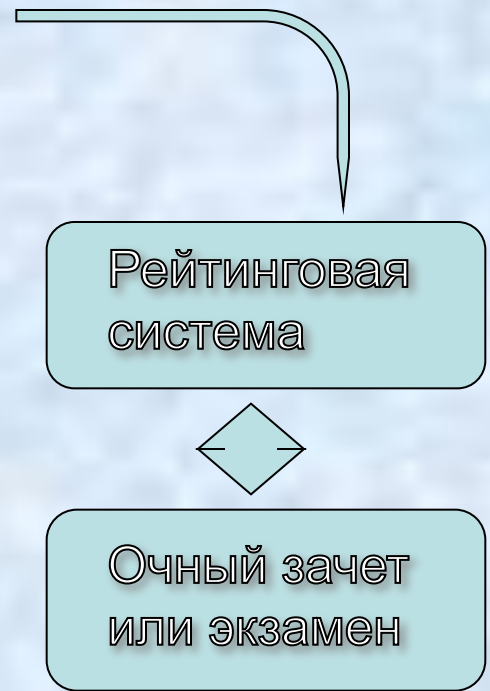 Рейтинговая
система
Очный зачет
или экзамен